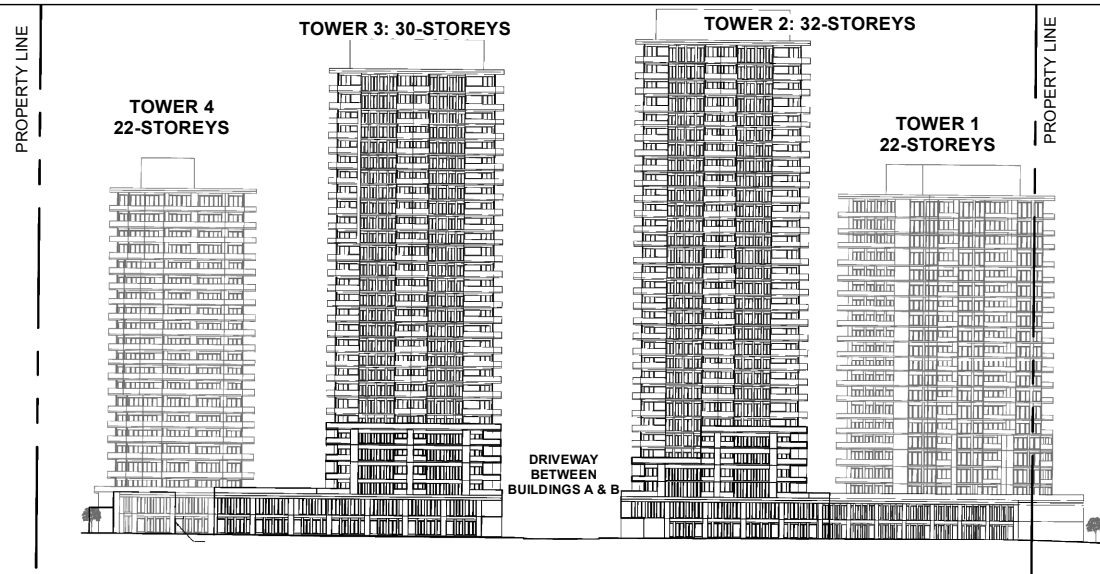 PROPERTY LINE
TOWER 3: 30-STOREYS
TOWER 2: 32-STOREYS
PROPERTY LINE
TOWER 4
22-STOREYS
TOWER 1
22-STOREYS
DRIVEWAY
BETWEEN
BUILDINGS A & B